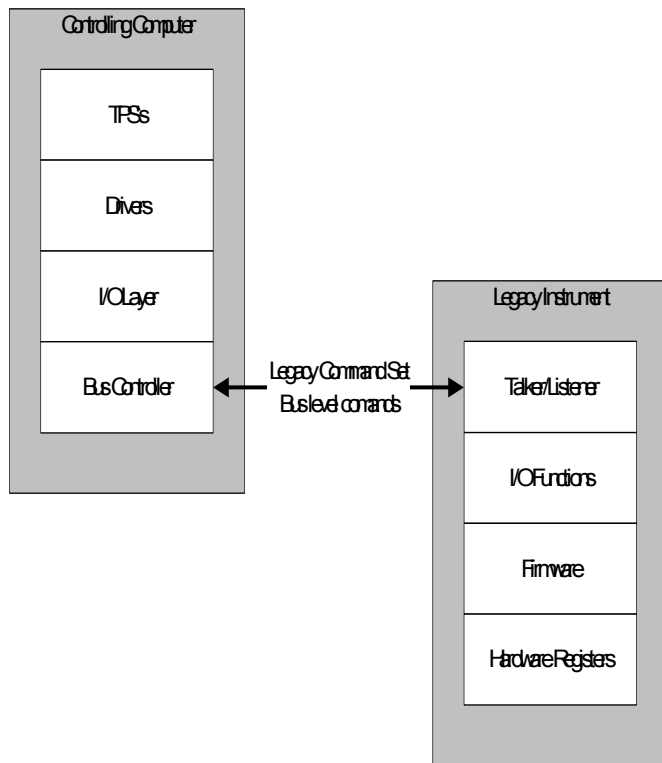 Controlling Computer
TPSs
Drivers
I/O Layer
Bus Controller
Legacy Command Set
Bus level comands
Legacy Instrument
Talker/Listener
I/O Functions
Firmware
Hardware Registers